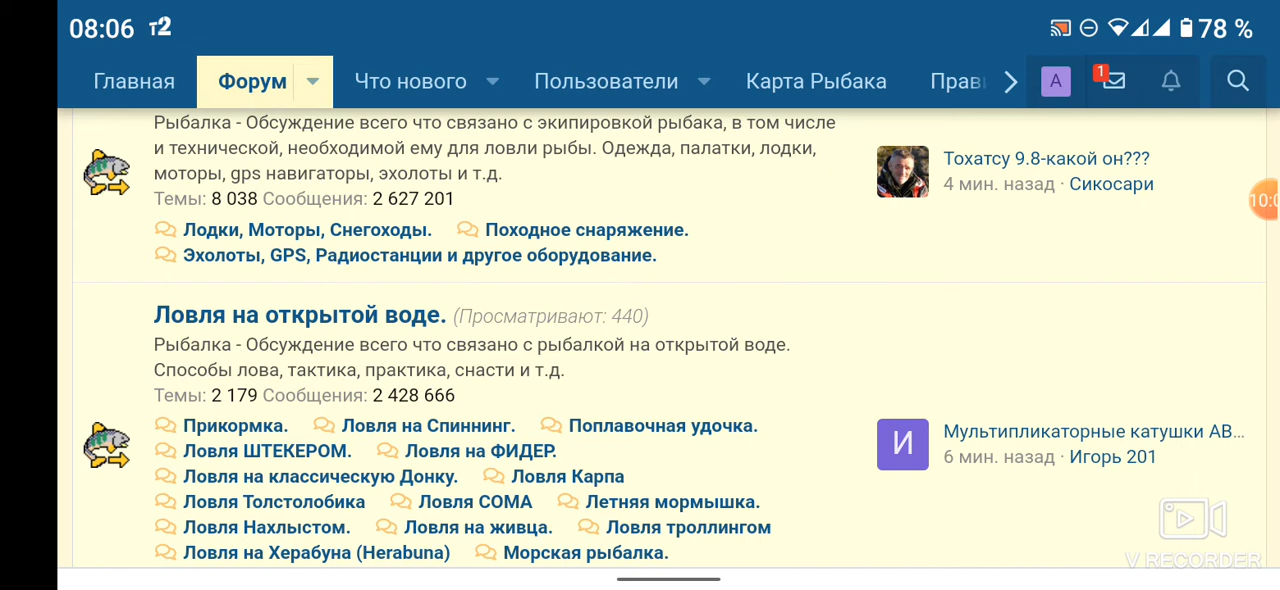 08:06 т2 78 %
Главная Форум Что нового Пользователи Карта Рыбака Прав А 1
Рыбалка - Обсуждение всего что связано с экипировкой рыбака, в том числе
и технической, необходимой ему для ловли рыбы. Одежда, палатки, лодки,
моторы, gps навигаторы, эхолоты и т.д.
Темы: 8 038 Сообщения: 2 627 201
Тохатсу 9.8-какой он???
4 мин. назад · Сикосари
10:0
Лодки, Моторы, Снегоходы. Походное снаряжение.
Эхолоты, GPS, Радиостанции и другое оборудование.
Ловля на открытой воде. (Просматривают: 440)
Рыбалка - Обсуждение всего что связано с рыбалкой на открытой воде.
Способы лова, тактика, практика, снасти и т.д.
Темы: 2 179 Сообщения: 2 428 666
Прикормка. Ловля на Спиннинг. Поплавочная удочка.
Ловля ШТЕКЕРОМ. Ловля на ФИДЕР.
Ловля на классическую Донку. Ловля Карпа
Ловля Толстолобика Ловля СОМА Летняя мормышка.
Ловля Нахлыстом. Ловля на живца. Ловля троллингом
Ловля на Херабуна (Herabuna) Морская рыбалка.
И
Мультипликаторные катушки АВ...
6 мин. назад · Игорь 201
V RECORDER